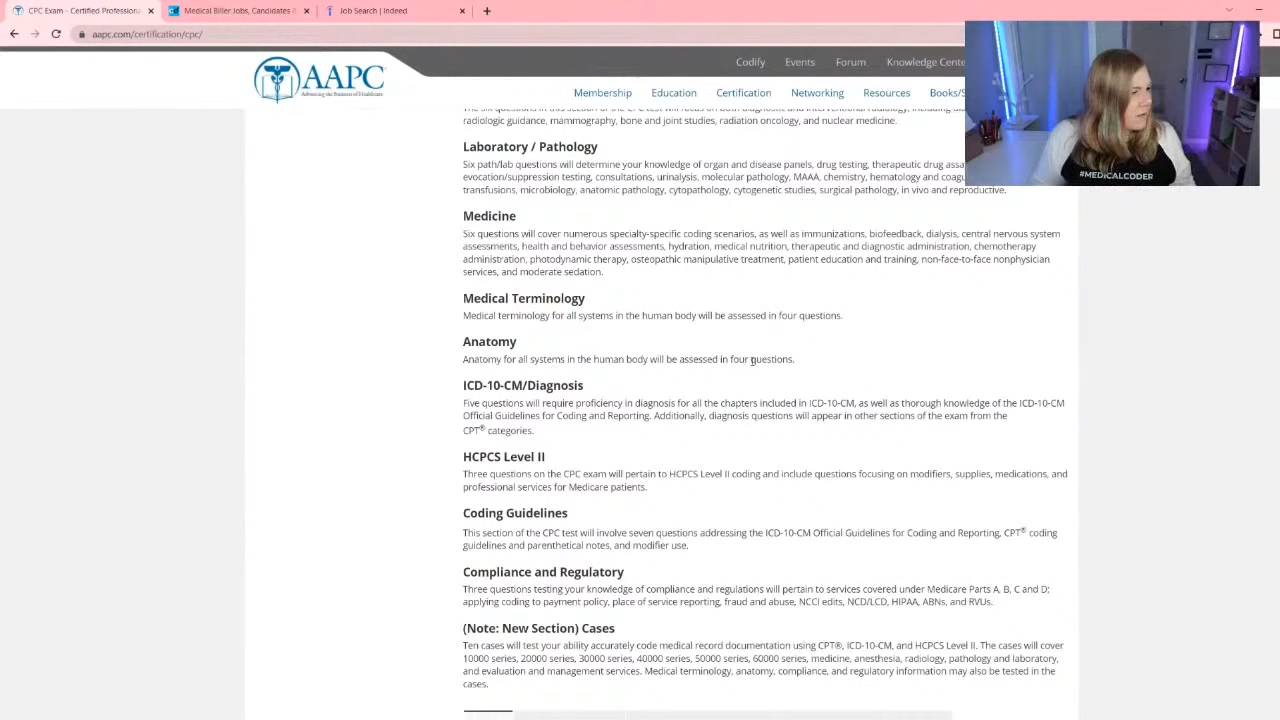 CPC Exam - Certified Professiona
Medical Biller Jobs, Candidates &
Job Search | Indeed
aapc.com/certification/cpc/
Codify
Events
Forum
Knowledge Cente
AAPC
Advancing the Business of Healthcare
Membership
Education
Certification
Networking
Resources
Books/S
radiologic guidance, mammography, bone and joint studies, radiation oncology, and nuclear medicine.
Laboratory / Pathology
Six path/lab questions will determine your knowledge of organ and disease panels, drug testing, therapeutic drug assa
evocation/suppression testing, consultations, urinalysis, molecular pathology, MAAA, chemistry, hematology and coagu
transfusions, microbiology, anatomic pathology, cytopathology, cytogenetic studies, surgical pathology, in vivo and reproductive.
Medicine
Six questions will cover numerous specialty-specific coding scenarios, as well as immunizations, biofeedback, dialysis, central nervous system
assessments, health and behavior assessments, hydration, medical nutrition, therapeutic and diagnostic administration, chemotherapy
administration, photodynamic therapy, osteopathic manipulative treatment, patient education and training, non-face-to-face nonphysician
services, and moderate sedation.
Medical Terminology
Medical terminology for all systems in the human body will be assessed in four questions.
Anatomy
Anatomy for all systems in the human body will be assessed in four questions.
ICD-10-CM/Diagnosis
Five questions will require proficiency in diagnosis for all the chapters included in ICD-10-CM, as well as thorough knowledge of the ICD-10-CM
Official Guidelines for Coding and Reporting. Additionally, diagnosis questions will appear in other sections of the exam from the
CPT® categories.
HCPCS Level II
Three questions on the CPC exam will pertain to HCPCS Level II coding and include questions focusing on modifiers, supplies, medications, and
professional services for Medicare patients.
Coding Guidelines
This section of the CPC test will involve seven questions addressing the ICD-10-CM Official Guidelines for Coding and Reporting, CPT® coding
guidelines and parenthetical notes, and modifier use.
Compliance and Regulatory
Three questions testing your knowledge of compliance and regulations will pertain to services covered under Medicare Parts A, B, C and D;
applying coding to payment policy, place of service reporting, fraud and abuse, NCCI edits, NCD/LCD, HIPAA, ABNs, and RVUs.
(Note: New Section) Cases
Ten cases will test your ability accurately code medical record documentation using CPT®, ICD-10-CM, and HCPCS Level II. The cases will cover
10000 series, 20000 series, 30000 series, 40000 series, 50000 series, 60000 series, medicine, anesthesia, radiology, pathology and laboratory,
and evaluation and management services. Medical terminology, anatomy, compliance, and regulatory information may also be tested in the
cases.
#MEDICALCODER